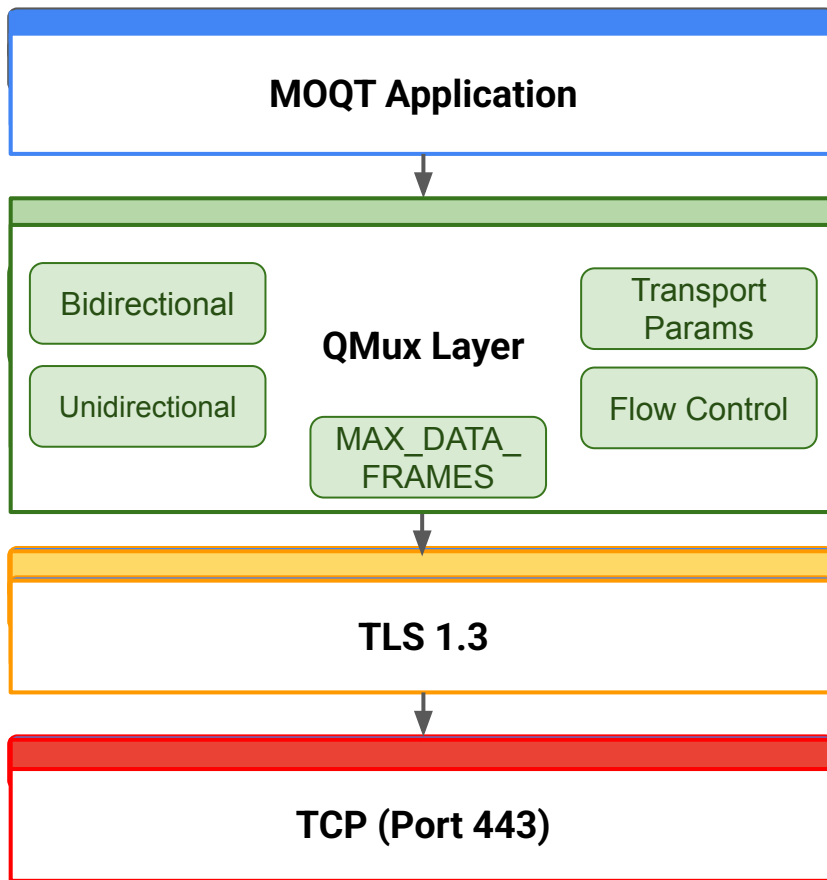 MOQT Application
Bidirectional
Transport
Params
QMux Layer
Unidirectional
Flow Control
MAX_DATA_
FRAMES
TLS 1.3
TCP (Port 443)